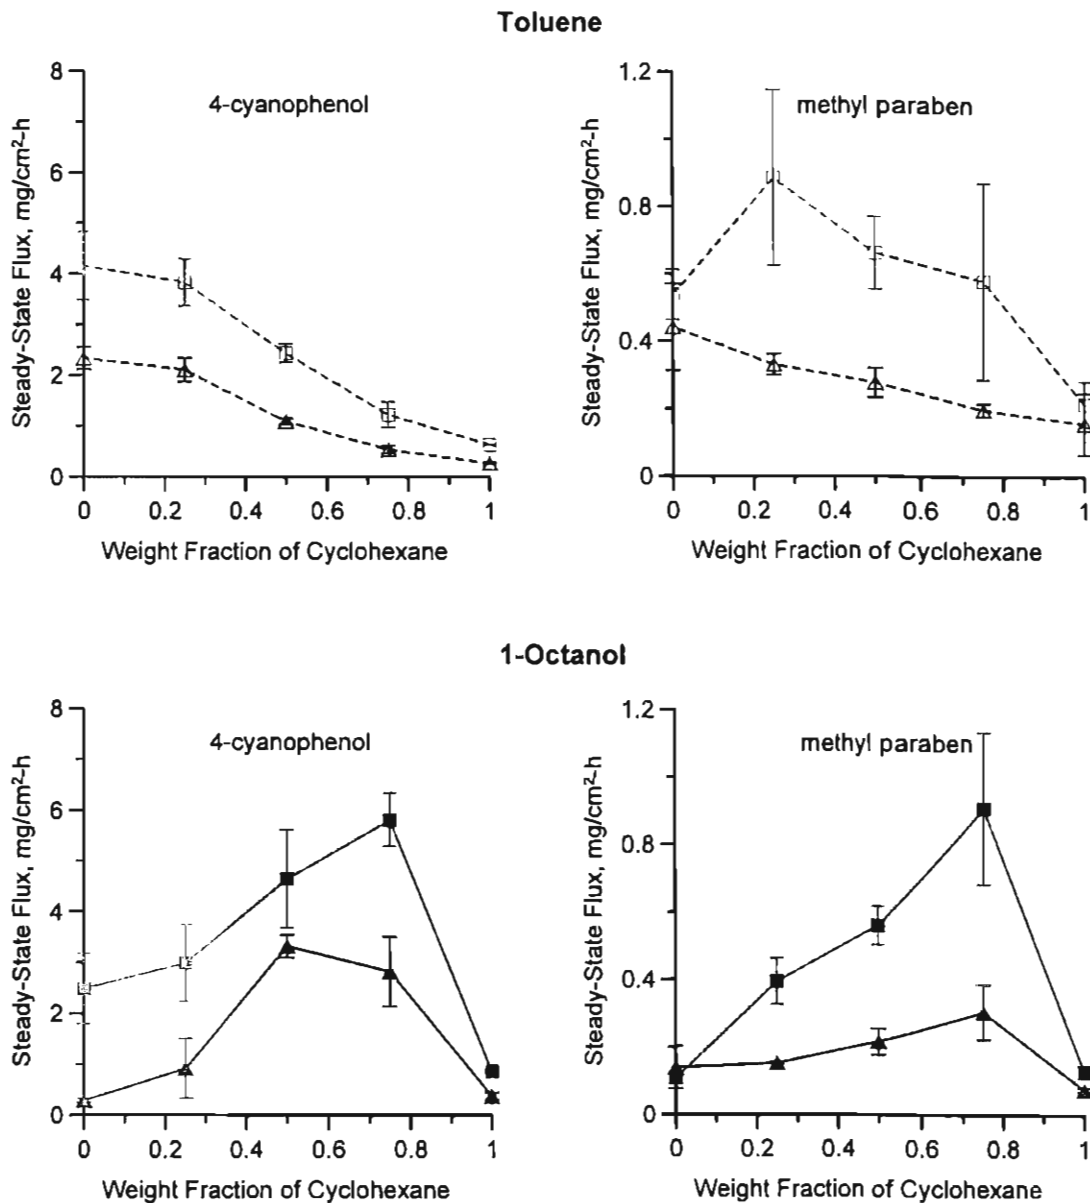 Toluene
4-cyanophenol
Steady-State Flux, mg/cm²-h
8
6
4
2
0
0 0.2 0.4 0.6 0.8 1
Weight Fraction of Cyclohexane
methyl paraben
Steady-State Flux, mg/cm²-h
1.2
0.8
0.4
0
0 0.2 0.4 0.6 0.8 1
Weight Fraction of Cyclohexane
1-Octanol
4-cyanophenol
Steady-State Flux, mg/cm²-h
8
6
4
2
0
0 0.2 0.4 0.6 0.8 1
Weight Fraction of Cyclohexane
methyl paraben
Steady-State Flux, mg/cm²-h
1.2
0.8
0.4
0
0 0.2 0.4 0.6 0.8 1
Weight Fraction of Cyclohexane